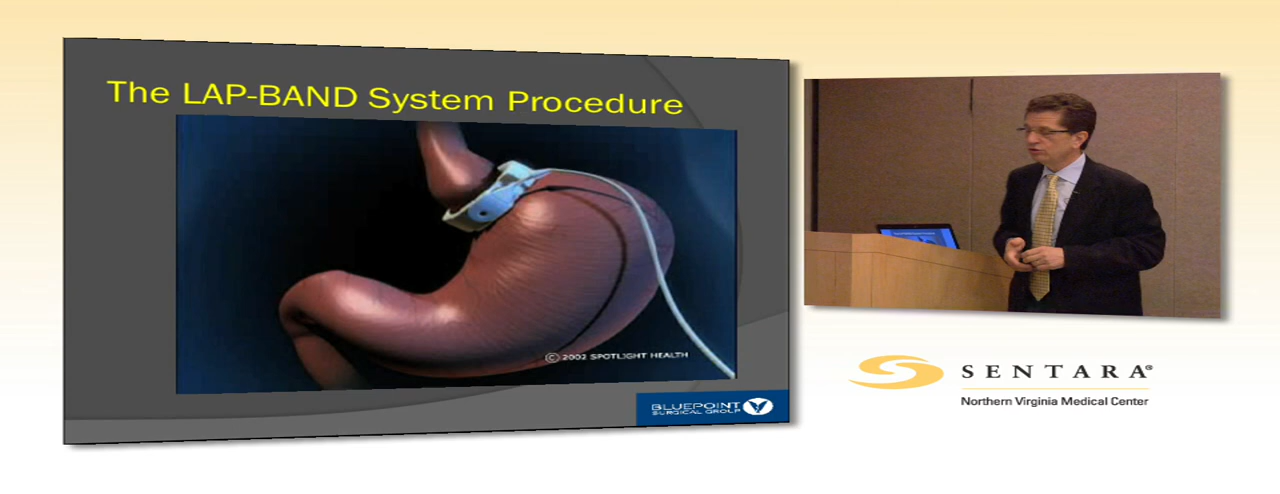 The LAP-BAND System Procedure
© 2002 SPOTLIGHT HEALTH
BLUEPOINT
SURGICAL GROUP
SENTARA®
Northern Virginia Medical Center